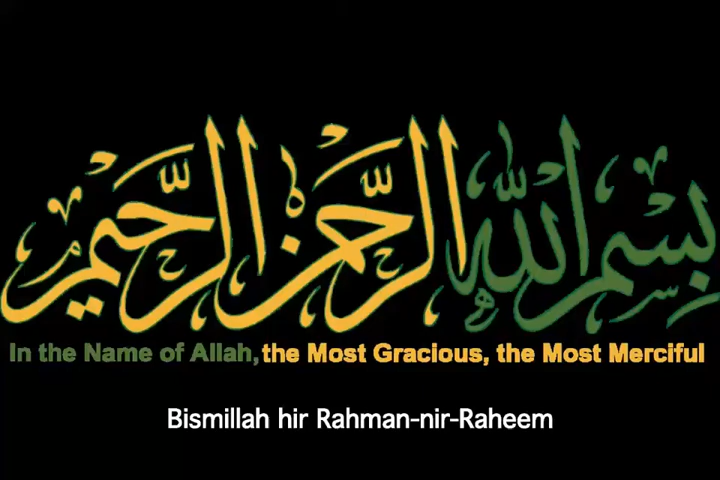 بسم الله الرحمن الرحيم
In the Name of Allah, the Most Gracious, the Most Merciful
Bismillah hir Rahman-nir-Raheem